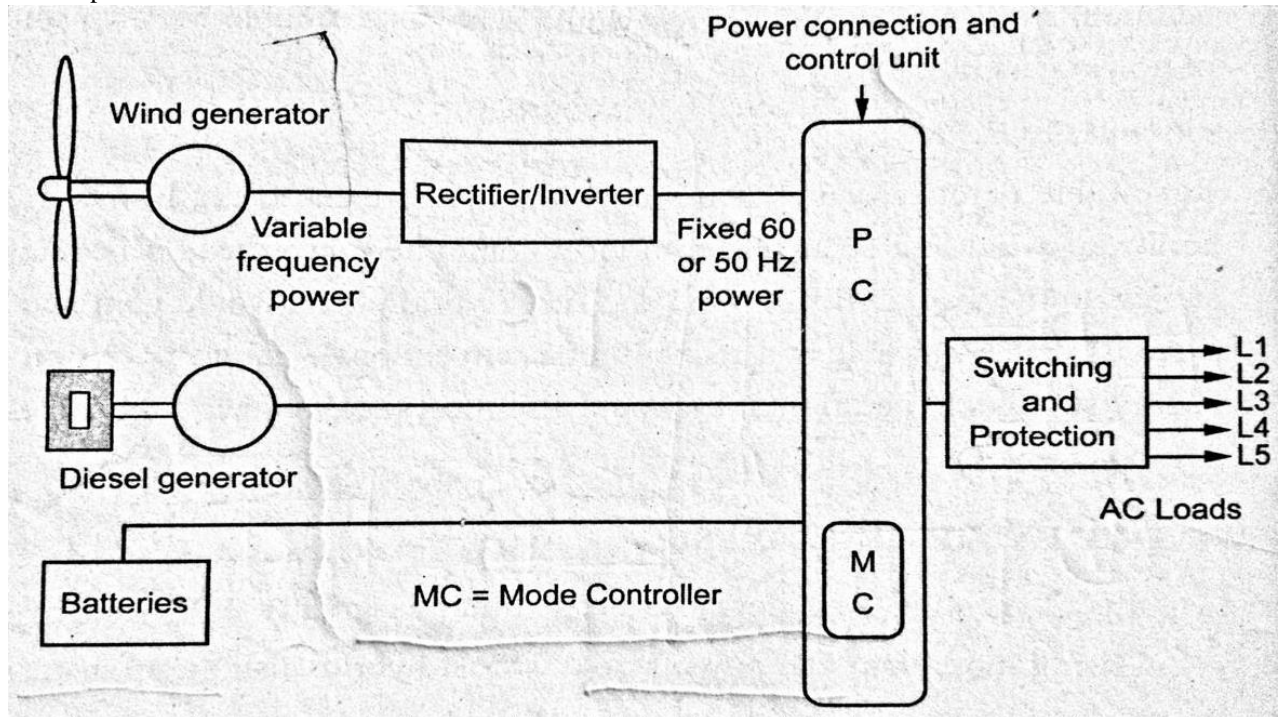 Power connection and
control unit
Wind generator
Rectifier/Inverter
Variable
frequency
power
Fixed 60
or 50 Hz
power
P
C
Switching
and
Protection
L1
L2
L3
L4
L5
AC Loads
Diesel generator
Batteries
MC = Mode Controller
M
C